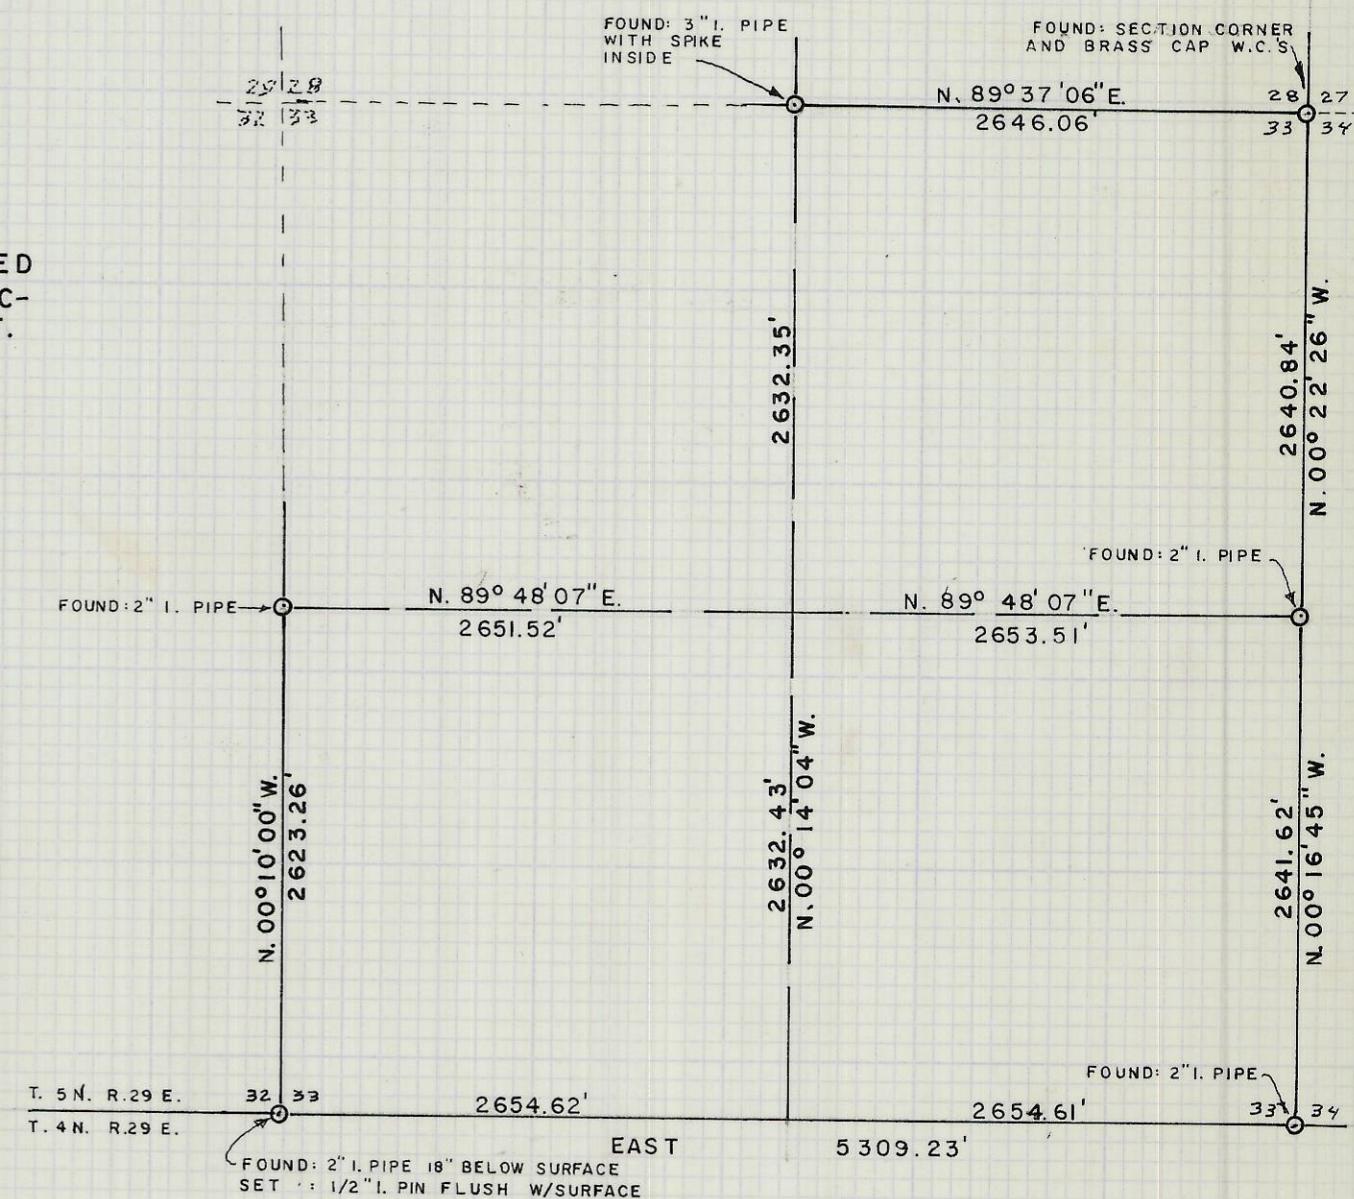 FOUND: 3" I. PIPE
WITH SPIKE
INSIDE
FOUND: SECTION CORNER
AND BRASS CAP W.C.'S
29 28
32 33
N. 89° 37' 06" E.
2646.06'
28 27
33 34
ED
C-
2632.35'
2640.84'
N. 00° 22' 26" W.
FOUND: 2" I. PIPE
FOUND: 2" I. PIPE
N. 89° 48' 07" E.
2651.52'
N. 89° 48' 07" E.
2653.51'
N. 00° 10' 00" W.
2623.26'
2632.43'
N. 00° 14' 04" W.
2641.62'
N. 00° 16' 45" W.
T. 5 N. R. 29 E.
T. 4 N. R. 29 E.
32 33
2654.62'
2654.61'
FOUND: 2" I. PIPE
33 34
EAST 5309.23'
FOUND: 2" I. PIPE 18" BELOW SURFACE
SET : 1/2" I. PIN FLUSH W/SURFACE